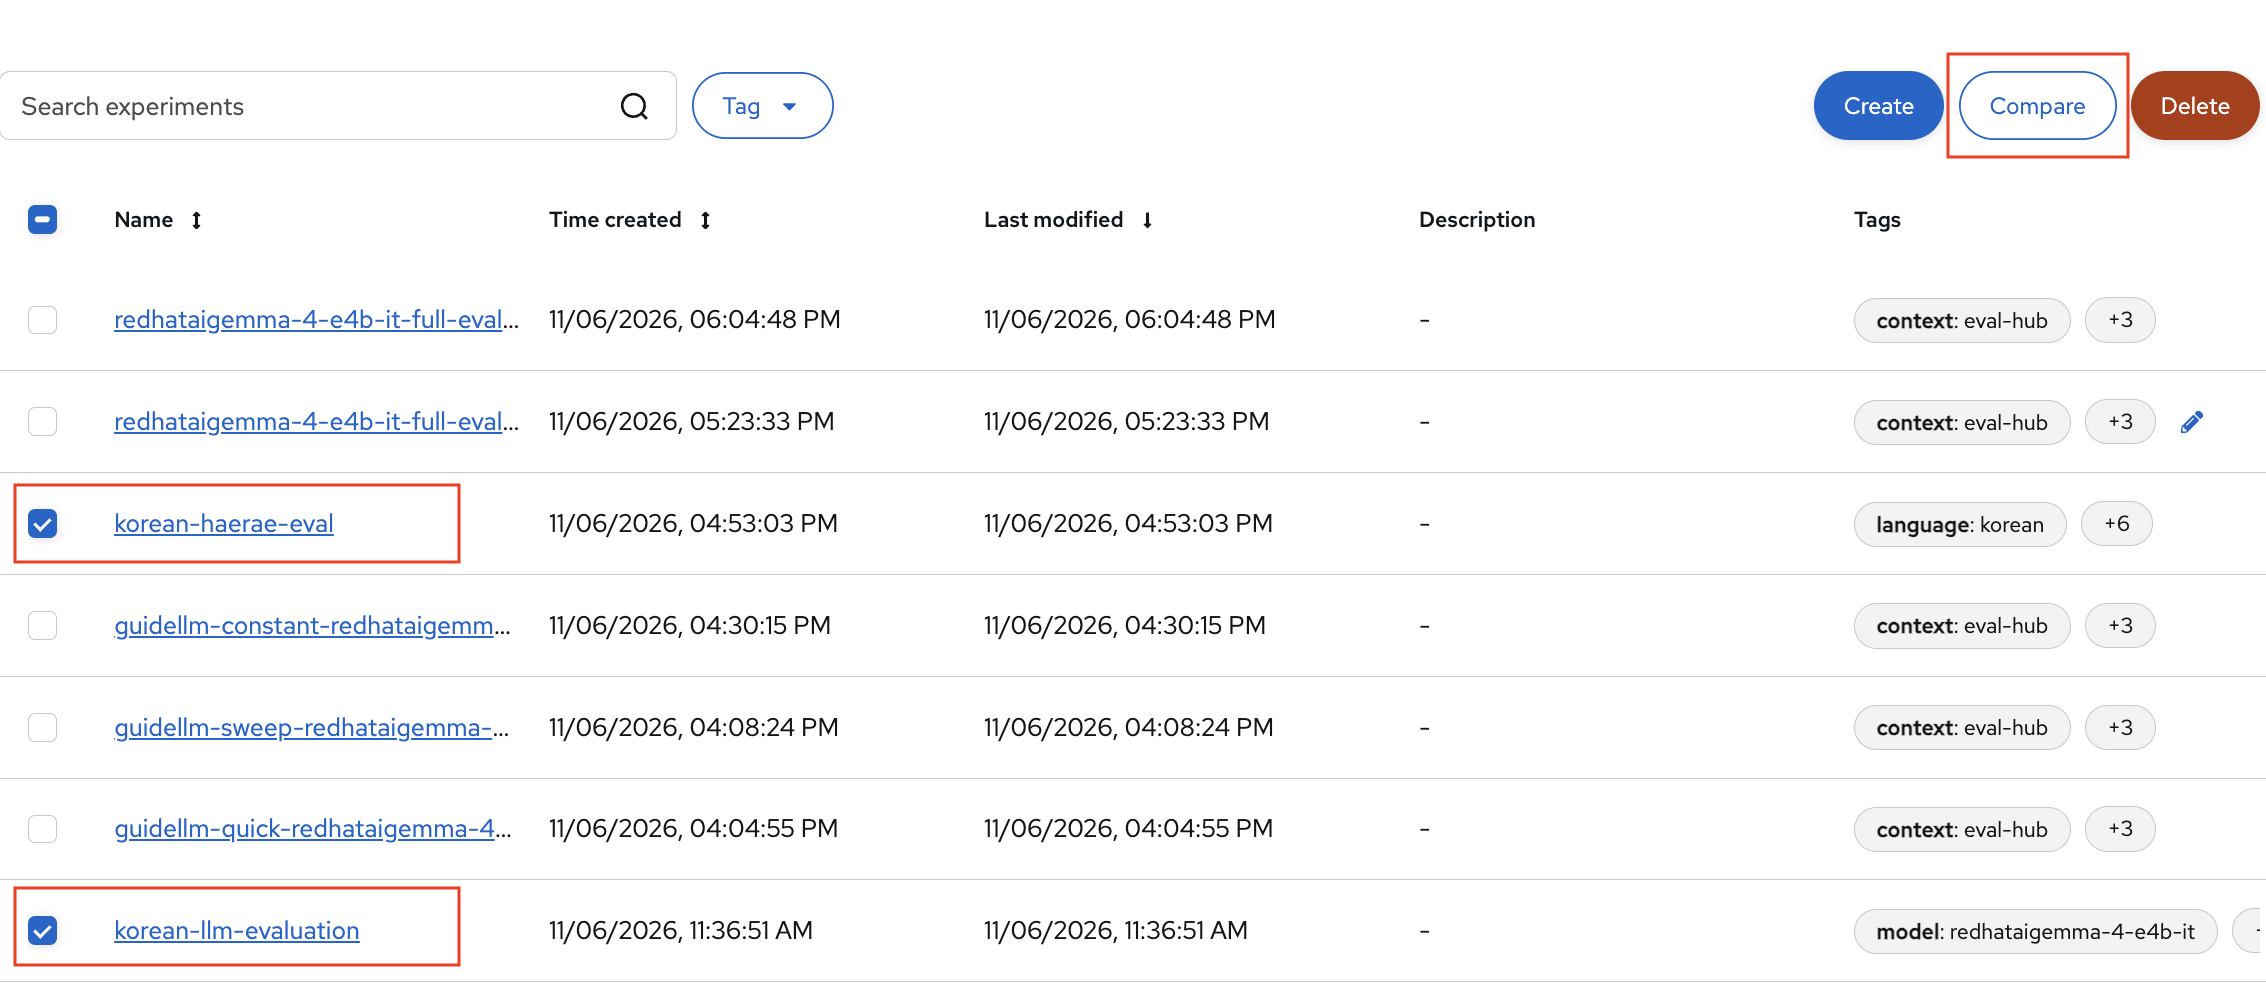 Search experiments Tag Create Compare Delete
Name Time created Last modified Description Tags
redhataigemma-4-e4b-it-full-eval... 11/06/2026, 06:04:48 PM 11/06/2026, 06:04:48 PM - context: eval-hub +3
redhataigemma-4-e4b-it-full-eval... 11/06/2026, 05:23:33 PM 11/06/2026, 05:23:33 PM - context: eval-hub +3
korean-haerae-eval 11/06/2026, 04:53:03 PM 11/06/2026, 04:53:03 PM - language: korean +6
guidellm-constant-redhataigemm... 11/06/2026, 04:30:15 PM 11/06/2026, 04:30:15 PM - context: eval-hub +3
guidellm-sweep-redhataigemma-... 11/06/2026, 04:08:24 PM 11/06/2026, 04:08:24 PM - context: eval-hub +3
guidellm-quick-redhataigemma-4... 11/06/2026, 04:04:55 PM 11/06/2026, 04:04:55 PM - context: eval-hub +3
korean-llm-evaluation 11/06/2026, 11:36:51 AM 11/06/2026, 11:36:51 AM - model: redhataigemma-4-e4b-it